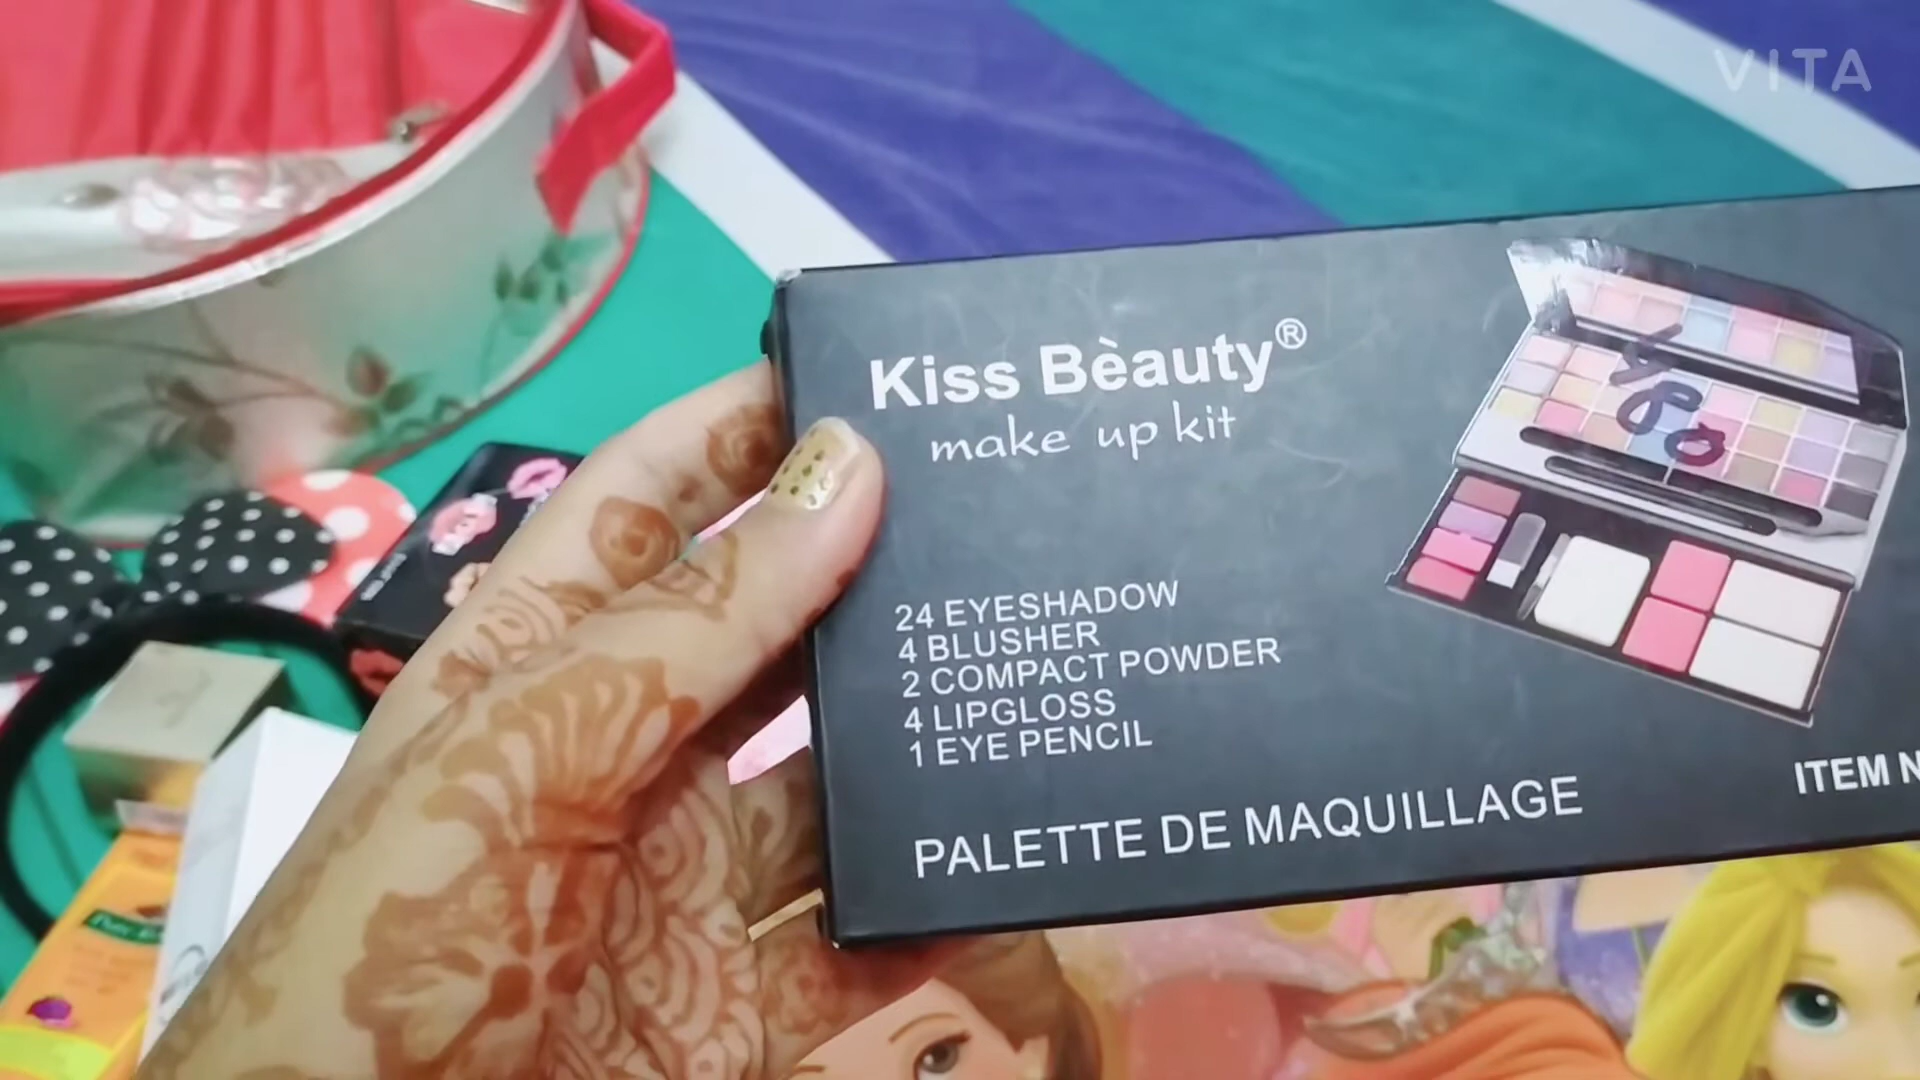 VITA
Kiss Bèauty®
make up kit
24 EYESHADOW
4 BLUSHER
2 COMPACT POWDER
4 LIPGLOSS
1 EYE PENCIL
PALETTE DE MAQUILLAGE
ITEM N